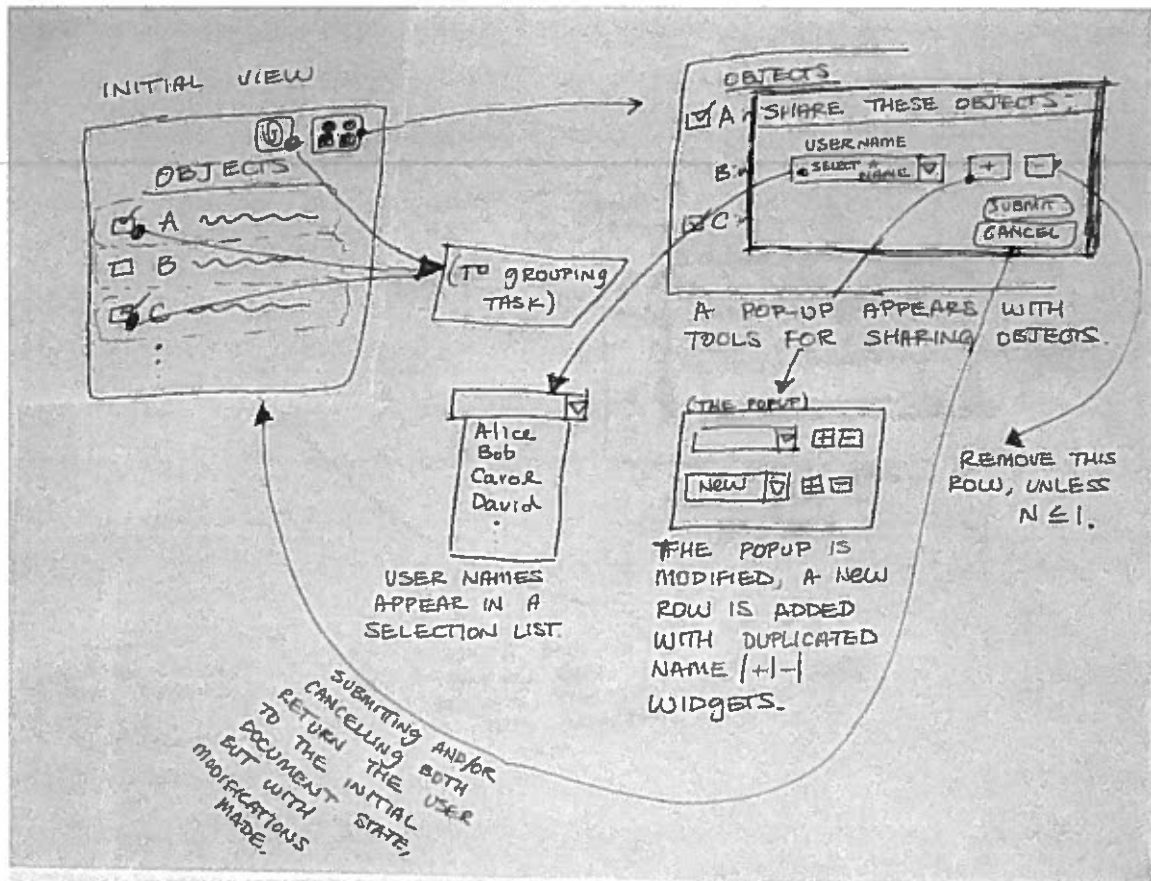 INITIAL VIEW
OBJECTS
A
B
C
(TO GROUPING
TASK)
OBJECTS
A
B
C
SHARE THESE OBJECTS:
USERNAME
SELECT A
NAME
+
-
SUBMIT
CANCEL
A POP-UP APPEARS WITH
TOOLS FOR SHARING OBJECTS.
Alice
Bob
Carol
David
USER NAMES
APPEAR IN A
SELECTION LIST.
(THE POPUP)
+
-
New
+
-
THE POPUP IS
MODIFIED, A NEW
ROW IS ADDED
WITH DUPLICATED
NAME |+|-|
WIDGETS.
REMOVE THIS
ROW, UNLESS
N ≤ 1.
SUBMITTING AND/OR
CANCELLING BOTH
RETURN THE USER
TO THE INITIAL
DOCUMENT STATE,
BUT WITH
MODIFICATIONS
MADE.